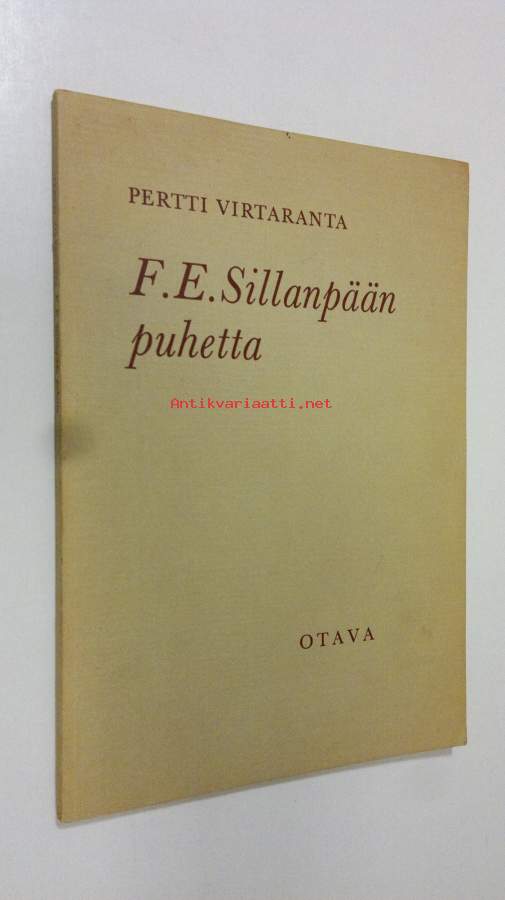 PERTTI VIRTARANTA
F.E.Sillanpään
puhetta
Antikvariaatti.net
OTAVA